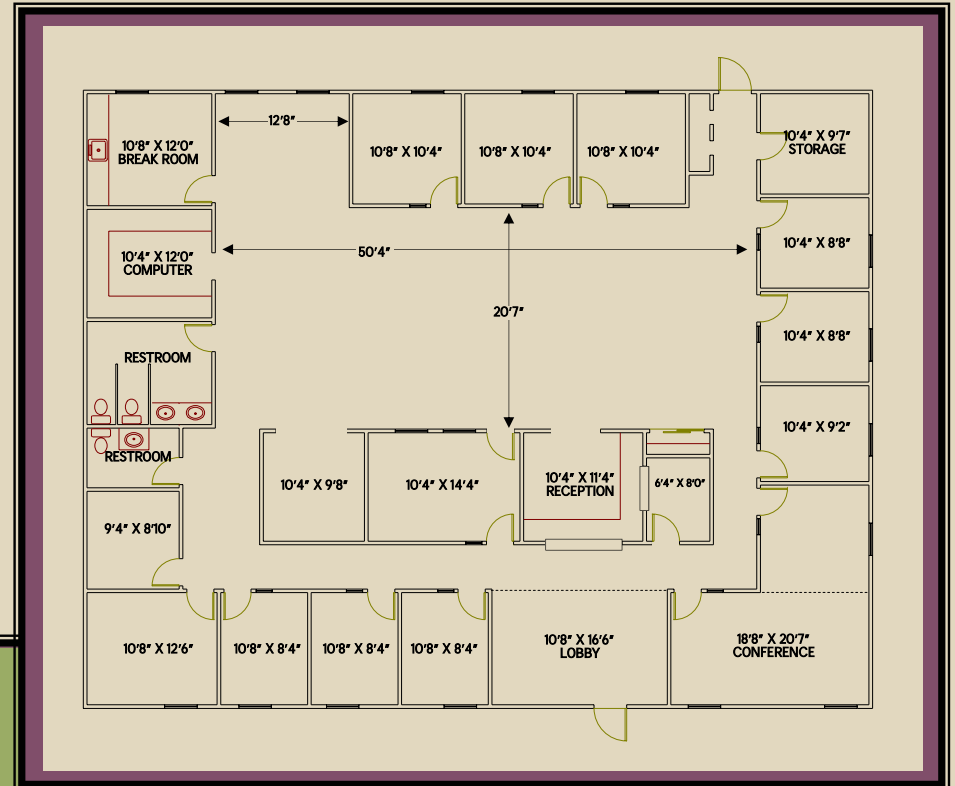 12'8"
10'8" X 12'0"
BREAK ROOM
10'8" X 10'4"
10'8" X 10'4"
10'8" X 10'4"
10'4" X 9'7"
STORAGE
10'4" X 12'0"
COMPUTER
50'4"
10'4" X 8'8"
20'7"
10'4" X 8'8"
RESTROOM
10'4" X 9'2"
RESTROOM
10'4" X 9'8"
10'4" X 14'4"
10'4" X 11'4"
RECEPTION
6'4" X 8'0"
9'4" X 8'10"
10'8" X 12'6"
10'8" X 8'4"
10'8" X 8'4"
10'8" X 8'4"
10'8" X 16'6"
LOBBY
18'8" X 20'7"
CONFERENCE